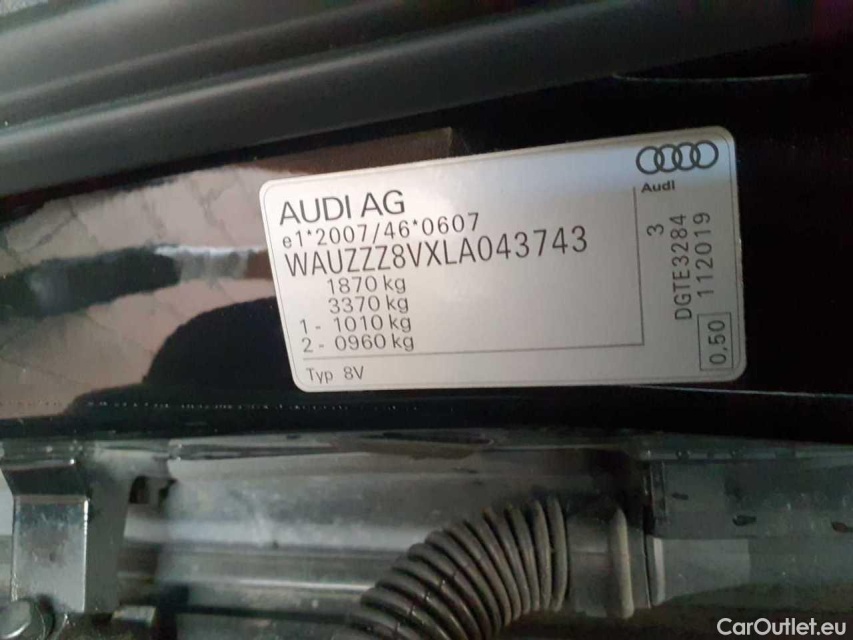 AUDI AG
e1*2007/46*0607
WAUZZZ8VXLA043743
1870 kg
3370 kg
1 - 1010 kg
2 - 0960 kg
Typ 8V
Audi
3
DGTE3284
112019
0,50
CarOutlet.eu